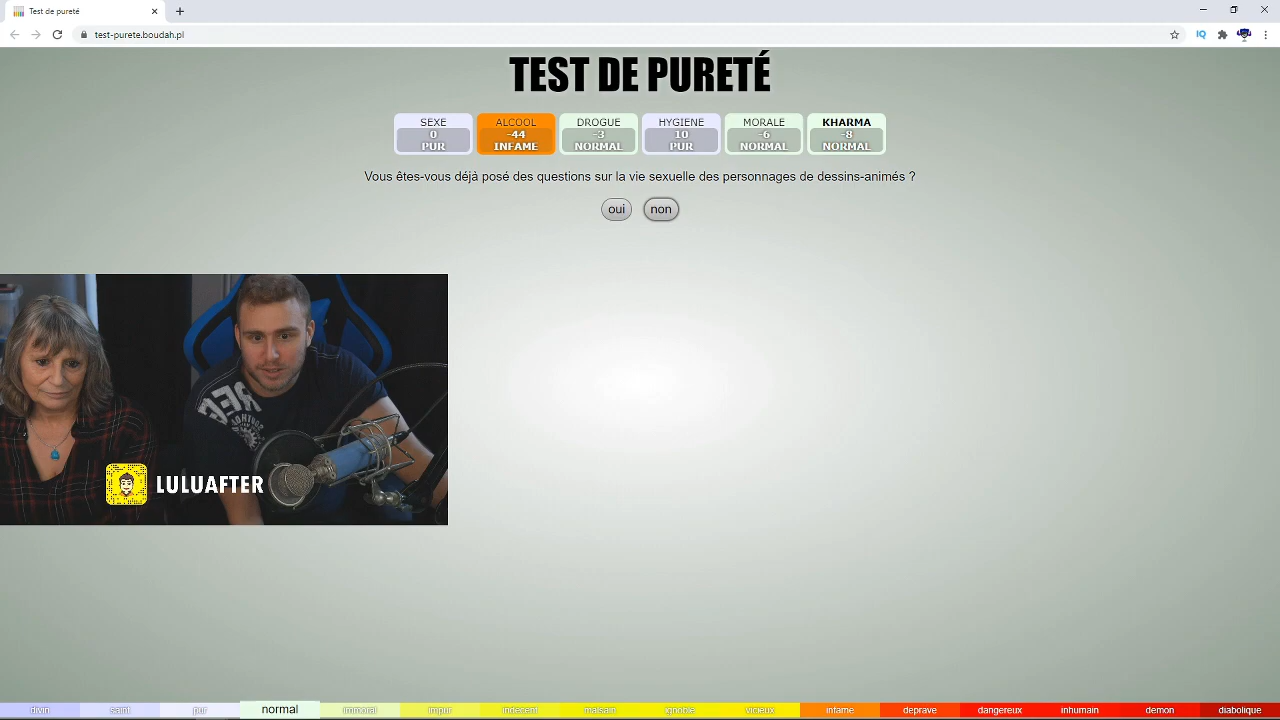 Test de pureté
test-purete.boudah.pl
IQ
TEST DE PURETÉ
SEXE
0
PUR
ALCOOL
-44
INFAME
DROGUE
-3
NORMAL
HYGIENE
10
PUR
MORALE
-6
NORMAL
KHARMA
-8
NORMAL
Vous êtes-vous déjà posé des questions sur la vie sexuelle des personnages de dessins-animés ?
oui non
LULUAFTER
divin saint pur normal immoral impur indecent malsain ignoble vicieux infame deprave dangereux inhumain demon diabolique